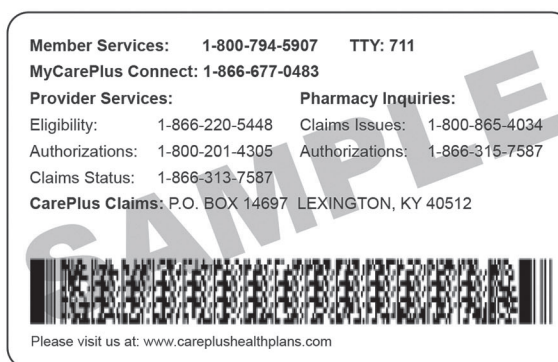 Member Services: 1-800-794-5907 TTY: 711
MyCarePlus Connect: 1-866-677-0483
Provider Services: Pharmacy Inquiries:
Eligibility: 1-866-220-5448 Claims Issues: 1-800-865-4034
Authorizations: 1-800-201-4305 Authorizations: 1-866-315-7587
Claims Status: 1-866-313-7587
CarePlus Claims: P.O. BOX 14697 LEXINGTON, KY 40512
SAMPLE
Please visit us at: www.careplushealthplans.com